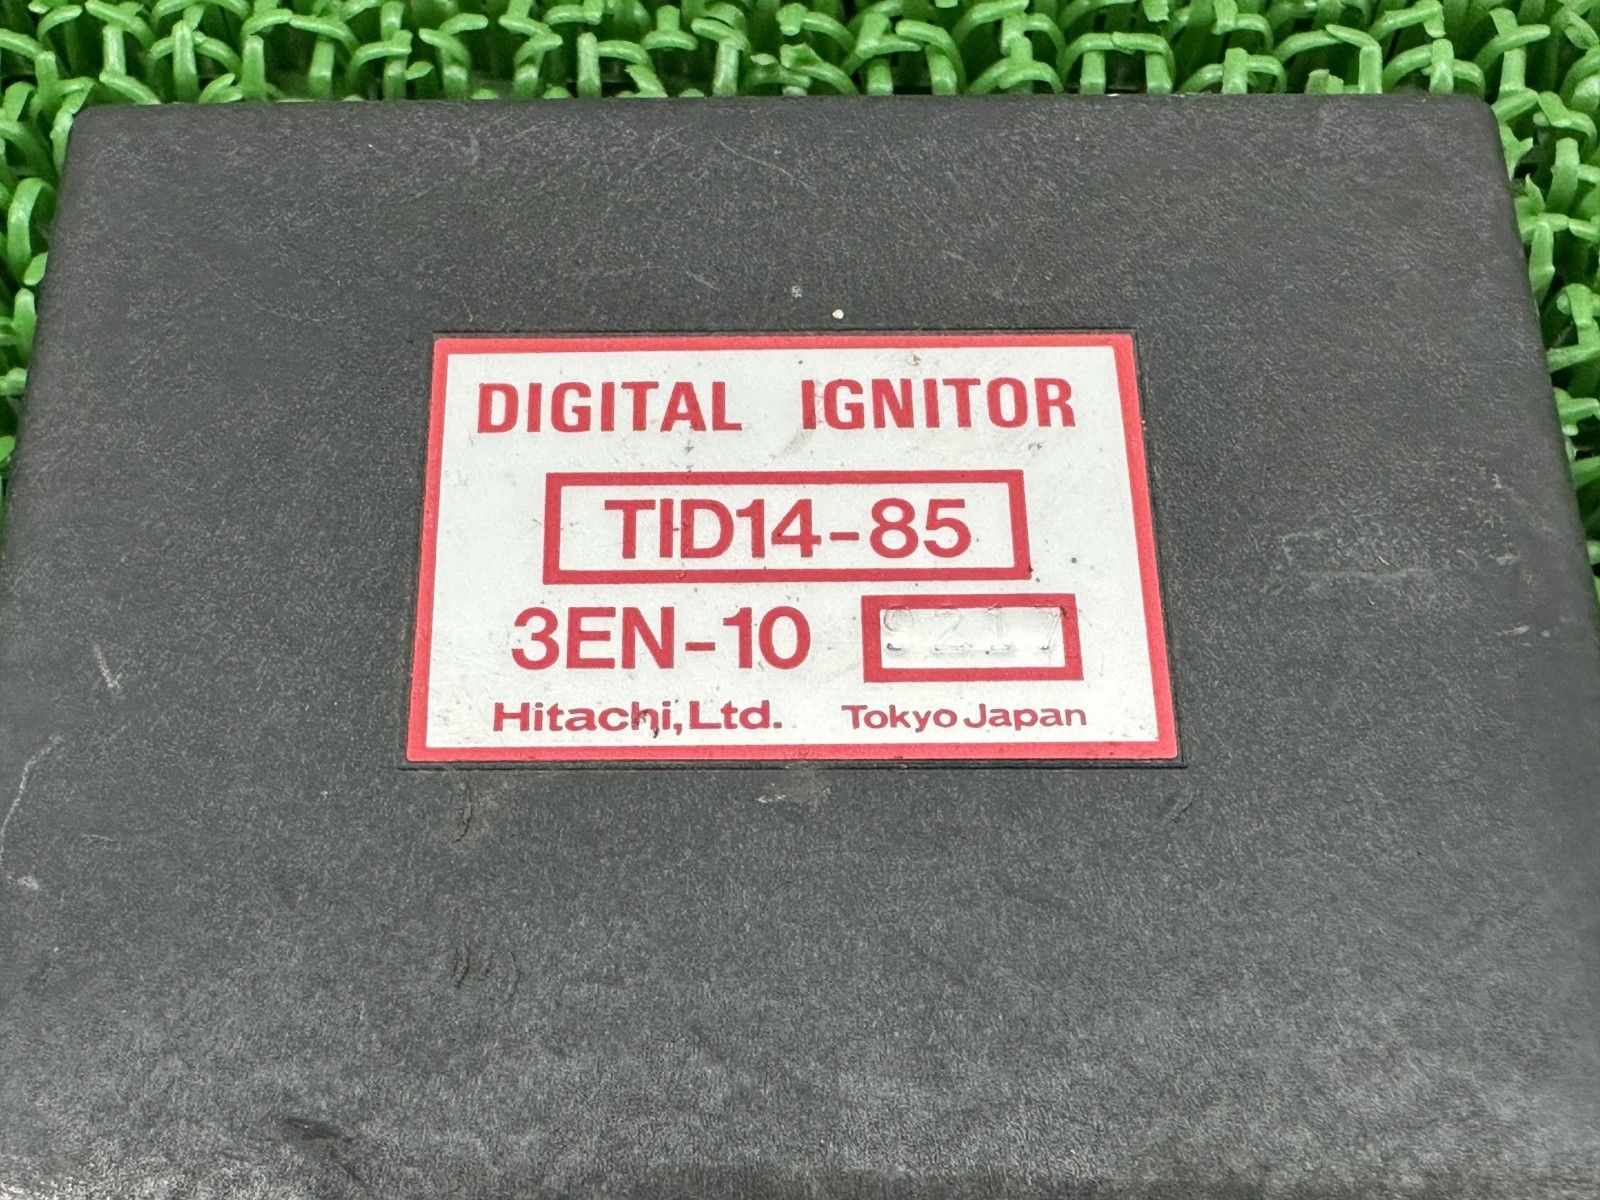 DIGITAL IGNITOR
TID14-85
3EN-10
Hitachi, Ltd. Tokyo Japan